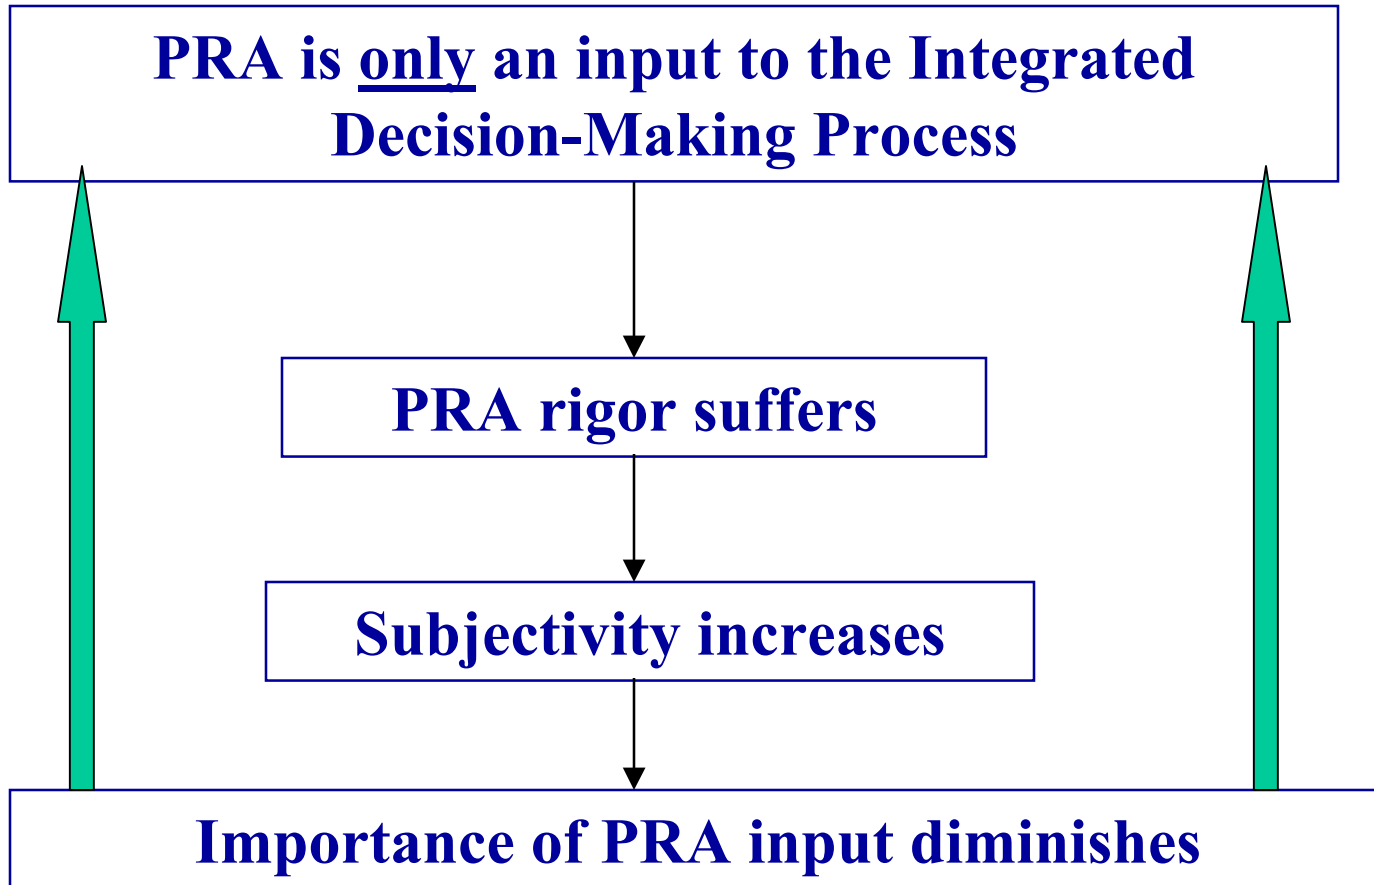 PRA is only an input to the Integrated
Decision-Making Process
PRA rigor suffers
Subjectivity increases
Importance of PRA input diminishes